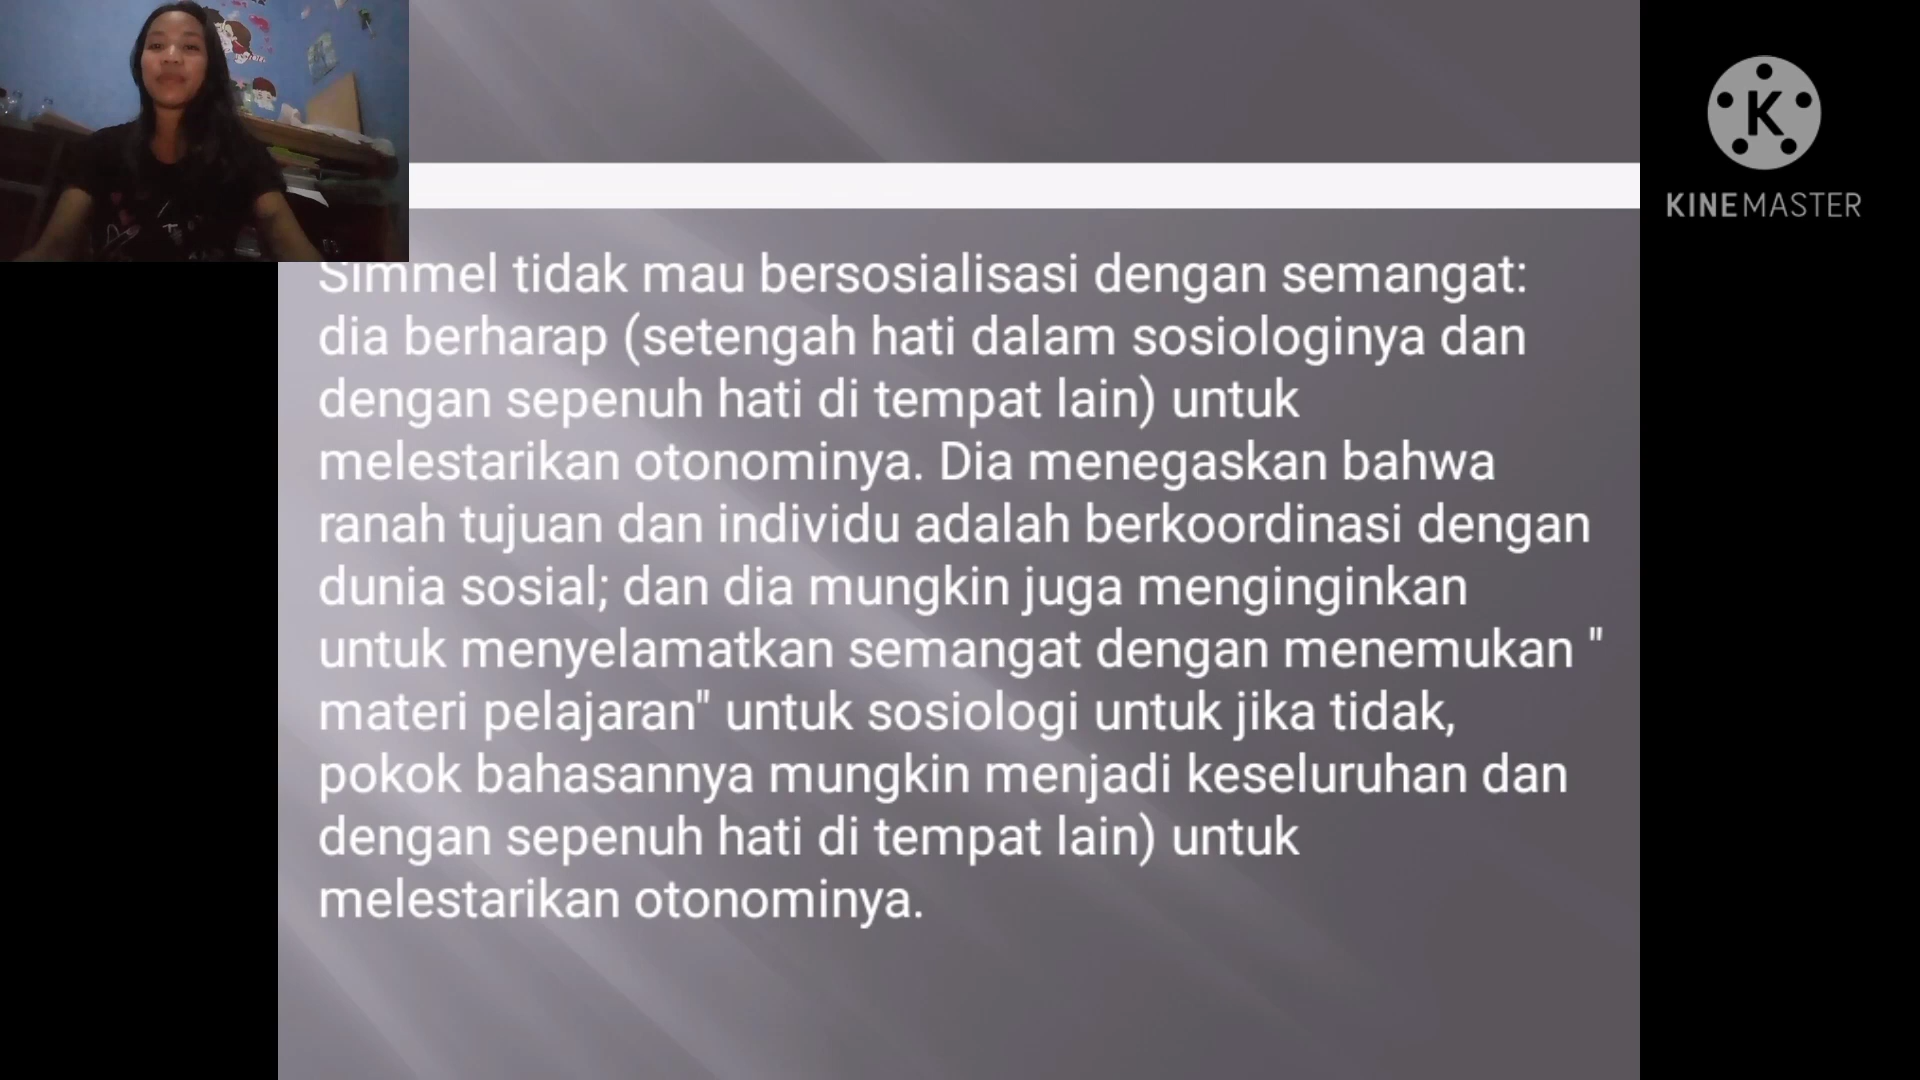 KINEMASTER
Simmel tidak mau bersosialisasi dengan semangat:
dia berharap (setengah hati dalam sosiologinya dan
dengan sepenuh hati di tempat lain) untuk
melestarikan otonominya. Dia menegaskan bahwa
ranah tujuan dan individu adalah berkoordinasi dengan
dunia sosial; dan dia mungkin juga menginginkan
untuk menyelamatkan semangat dengan menemukan "
materi pelajaran" untuk sosiologi untuk jika tidak,
pokok bahasannya mungkin menjadi keseluruhan dan
dengan sepenuh hati di tempat lain) untuk
melestarikan otonominya.